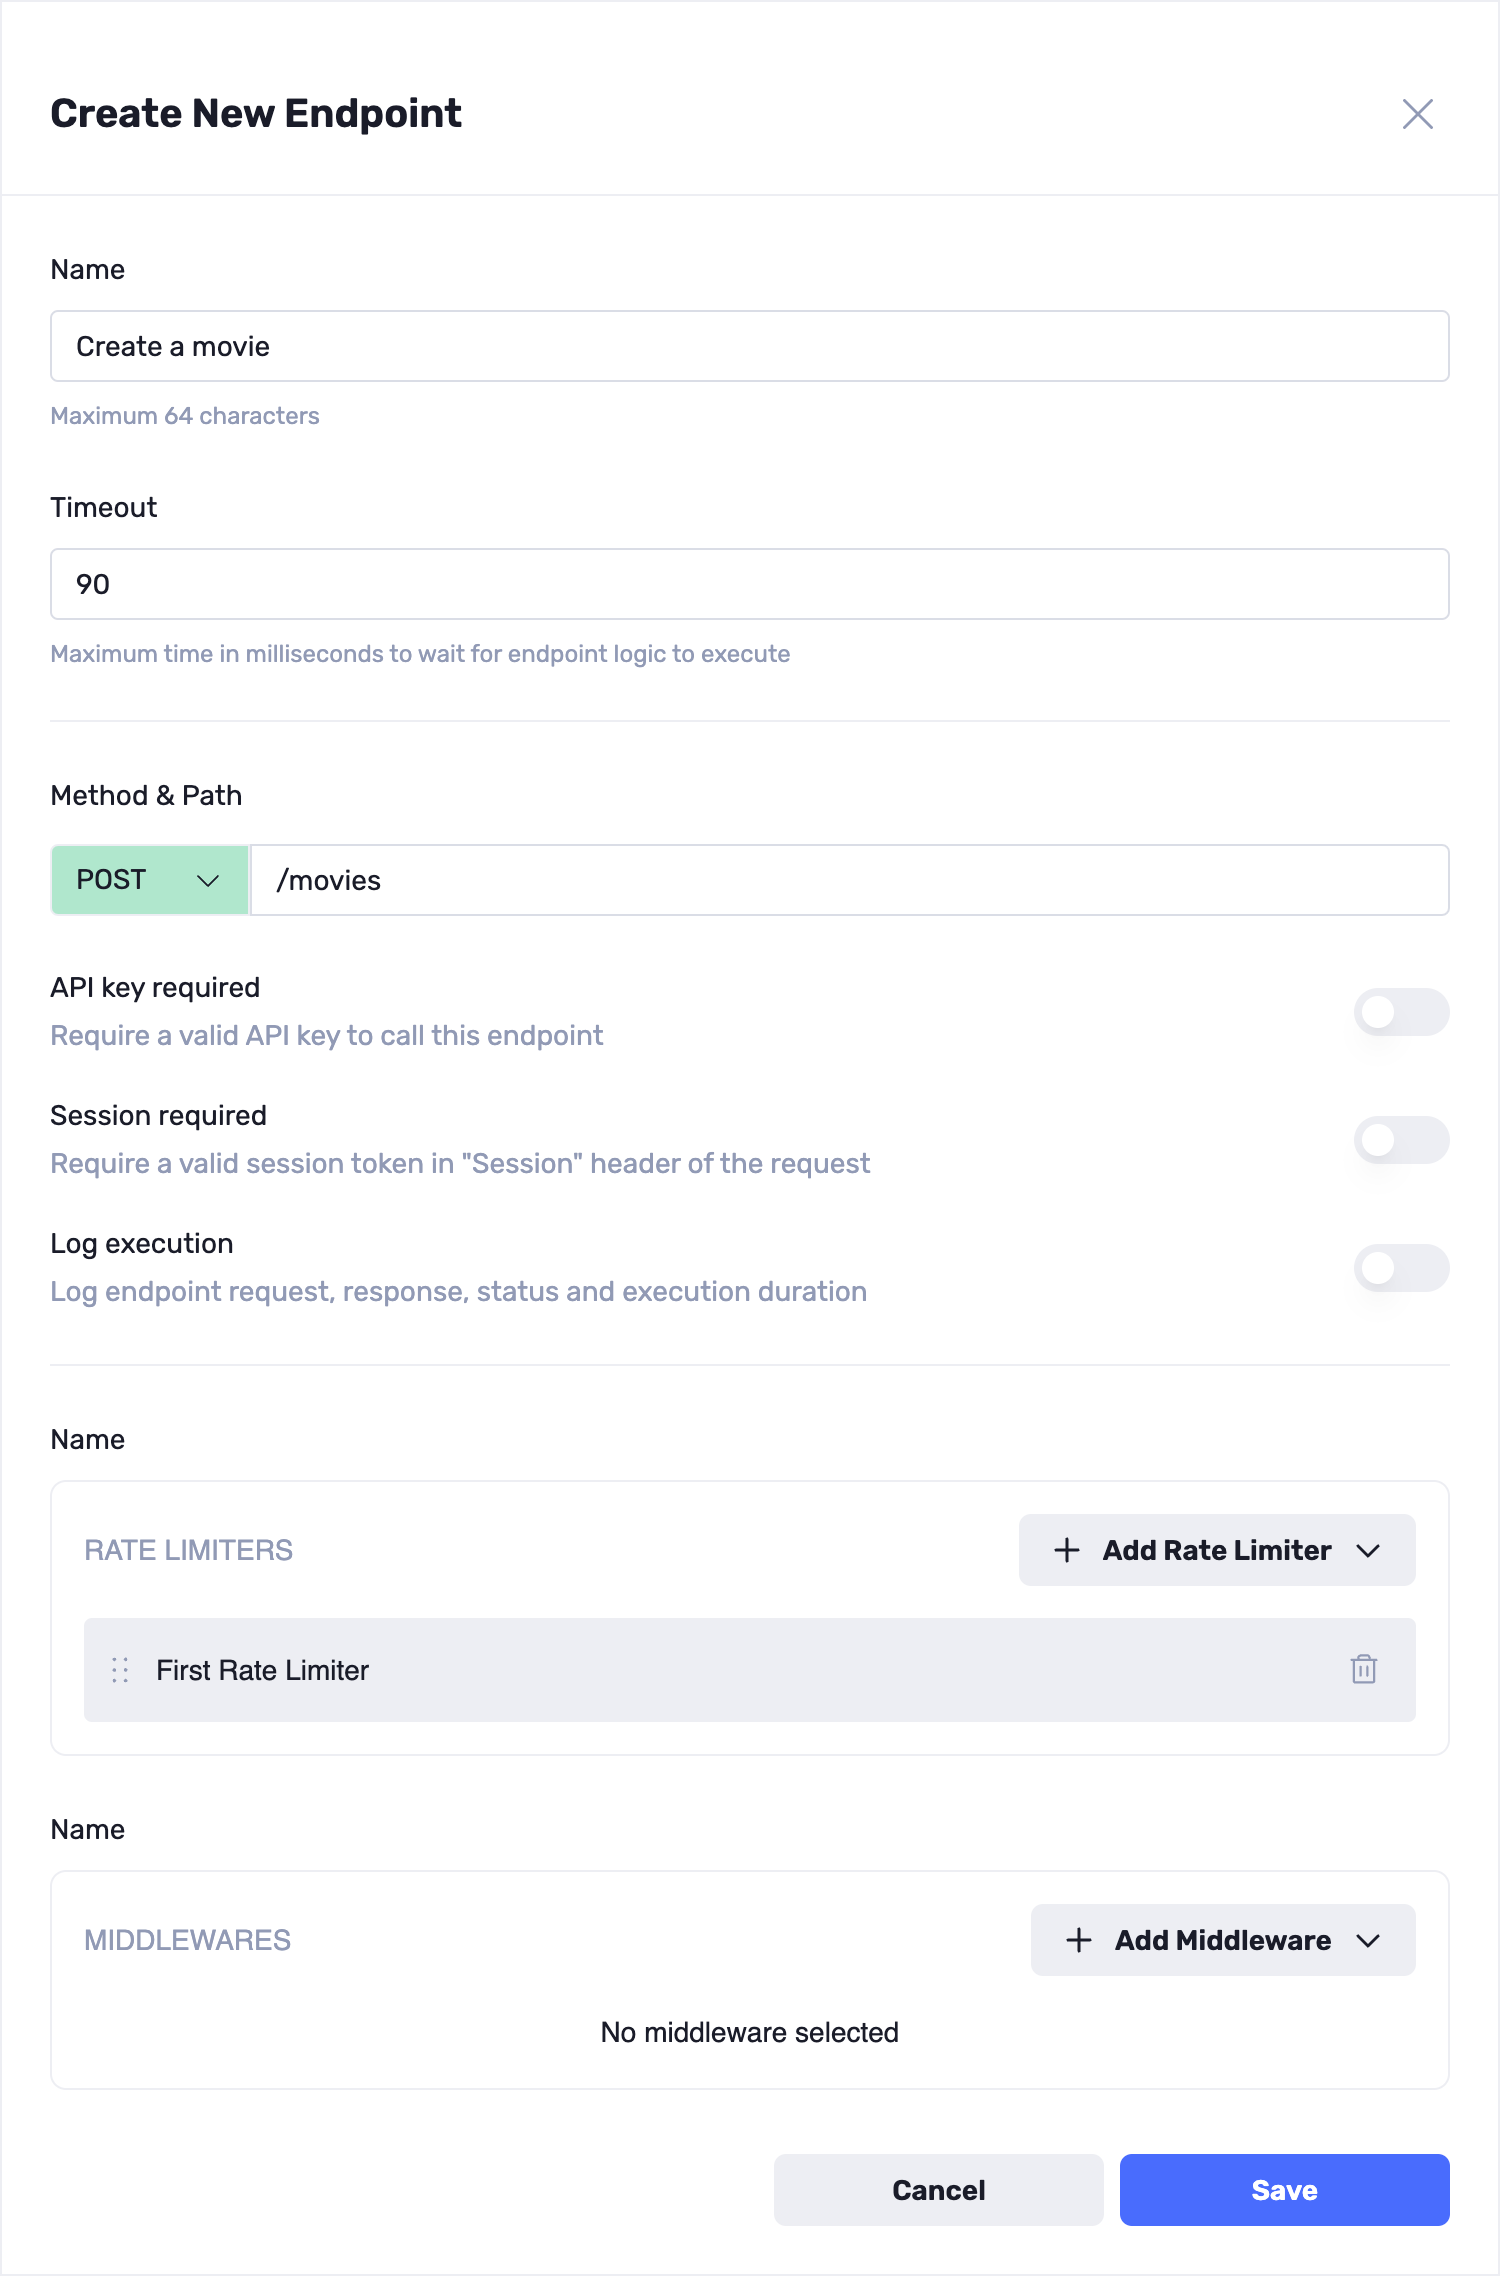 Create New Endpoint
Name
Create a movie
Maximum 64 characters
Timeout
90
Maximum time in milliseconds to wait for endpoint logic to execute
Method & Path
POST
/movies
API key required
Require a valid API key to call this endpoint
Session required
Require a valid session token in "Session" header of the request
Log execution
Log endpoint request, response, status and execution duration
Name
RATE LIMITERS
Add Rate Limiter
First Rate Limiter
Name
MIDDLEWARES
Add Middleware
No middleware selected
Cancel
Save